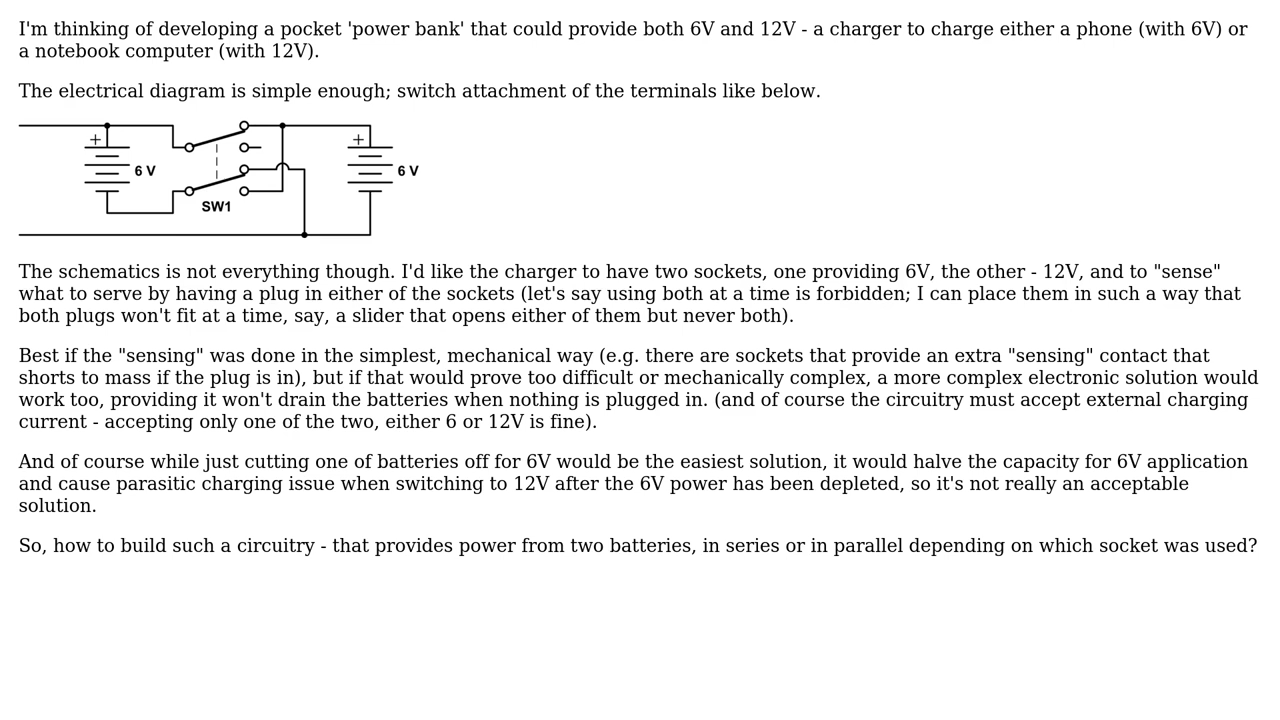 I'm thinking of developing a pocket 'power bank' that could provide both 6V and 12V - a charger to charge either a phone (with 6V) or
a notebook computer (with 12V).
The electrical diagram is simple enough; switch attachment of the terminals like below.
+
+
6 V
6 V
SW1
The schematics is not everything though. I'd like the charger to have two sockets, one providing 6V, the other - 12V, and to "sense"
what to serve by having a plug in either of the sockets (let's say using both at a time is forbidden; I can place them in such a way that
both plugs won't fit at a time, say, a slider that opens either of them but never both).
Best if the "sensing" was done in the simplest, mechanical way (e.g. there are sockets that provide an extra "sensing" contact that
shorts to mass if the plug is in), but if that would prove too difficult or mechanically complex, a more complex electronic solution would
work too, providing it won't drain the batteries when nothing is plugged in. (and of course the circuitry must accept external charging
current - accepting only one of the two, either 6 or 12V is fine).
And of course while just cutting one of batteries off for 6V would be the easiest solution, it would halve the capacity for 6V application
and cause parasitic charging issue when switching to 12V after the 6V power has been depleted, so it's not really an acceptable
solution.
So, how to build such a circuitry - that provides power from two batteries, in series or in parallel depending on which socket was used?